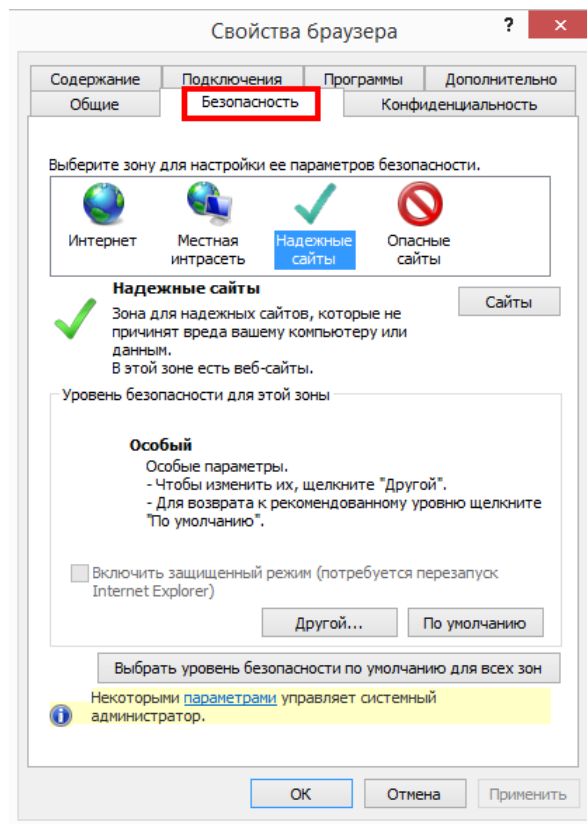 Свойства браузера
?
×
Содержание
Подключения
Программы
Дополнительно
Общие
Безопасность
Конфиденциальность
Выберите зону для настройки ее параметров безопасности.
Интернет
Местная
интрасеть
Надежные
сайты
Опасные
сайты
Надежные сайты
Сайты
Зона для надежных сайтов, которые не
причинят вреда вашему компьютеру или
данным.
В этой зоне есть веб-сайты.
Уровень безопасности для этой зоны
Особый
Особые параметры.
- Чтобы изменить их, щелкните "Другой".
- Для возврата к рекомендованному уровню щелкните
"По умолчанию".
Включить защищенный режим (потребуется перезапуск
Internet Explorer)
Другой...
По умолчанию
Выбрать уровень безопасности по умолчанию для всех зон
Некоторыми параметрами управляет системный
администратор.
ОК
Отмена
Применить